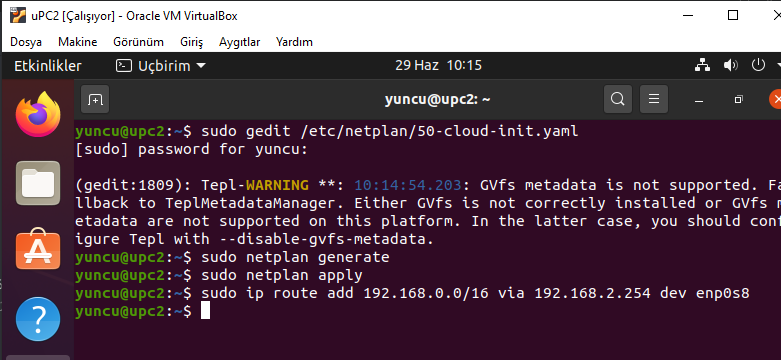 uPC2 [Çalışıyor] - Oracle VM VirtualBox
Dosya Makine Görünüm Giriş Aygıtlar Yardım
Etkinlikler Uçbirim 29 Haz 10:15
yuncu@upc2: ~
yuncu@upc2:~$ sudo gedit /etc/netplan/50-cloud-init.yaml
[sudo] password for yuncu:
(gedit:1809): Tepl-WARNING **: 10:14:54.203: GVfs metadata is not supported. Fa
llback to TeplMetadataManager. Either GVfs is not correctly installed or GVfs m
etadata are not supported on this platform. In the latter case, you should conf
igure Tepl with --disable-gvfs-metadata.
yuncu@upc2:~$ sudo netplan generate
yuncu@upc2:~$ sudo netplan apply
yuncu@upc2:~$ sudo ip route add 192.168.0.0/16 via 192.168.2.254 dev enp0s8
yuncu@upc2:~$